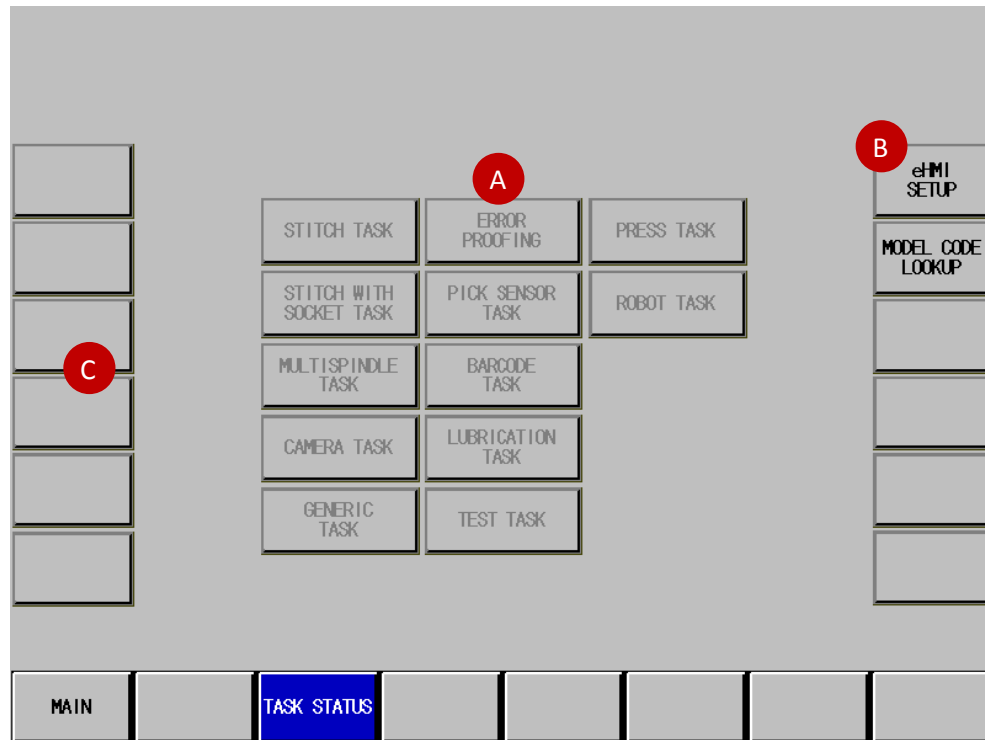 A
B
C
eHMI
SETUP
MODEL CODE
LOOKUP
STITCH TASK
ERROR
PROOFING
PRESS TASK
STITCH WITH
SOCKET TASK
PICK SENSOR
TASK
ROBOT TASK
MULTISPINDLE
TASK
BARCODE
TASK
CAMERA TASK
LUBRICATION
TASK
GENERIC
TASK
TEST TASK
MAIN
TASK STATUS